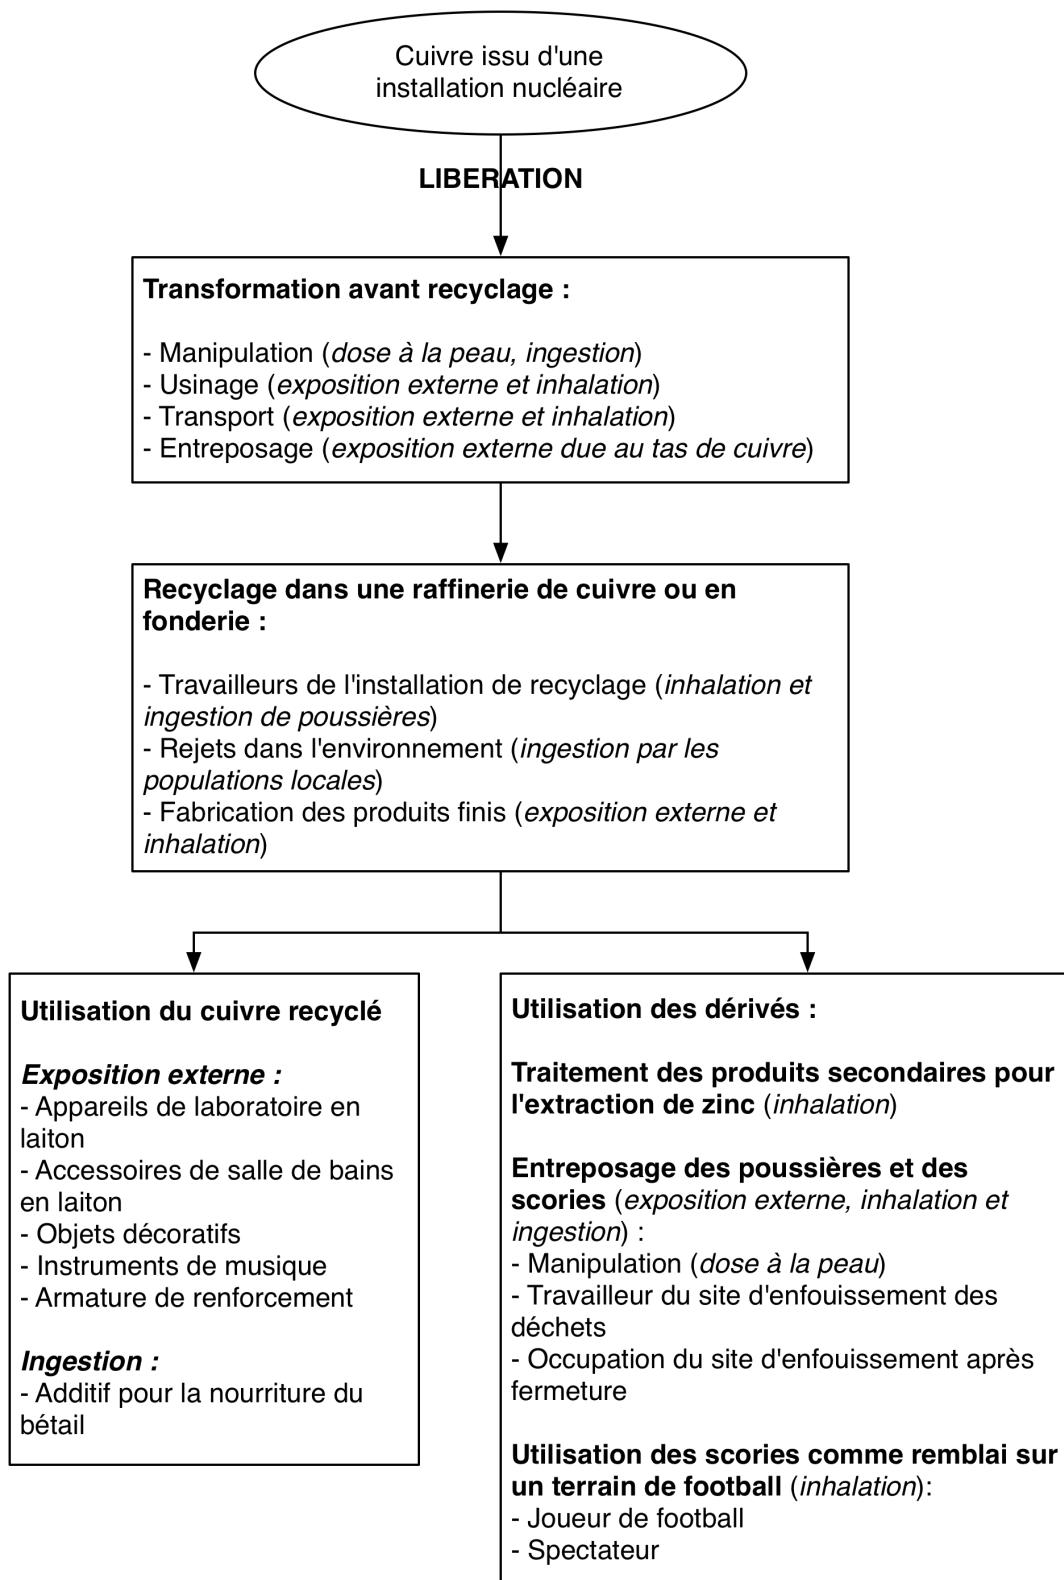 Cuivre issu d'une
installation nucléaire
LIBERATION
Transformation avant recyclage :
- Manipulation (dose à la peau, ingestion)
- Usinage (exposition externe et inhalation)
- Transport (exposition externe et inhalation)
- Entreposage (exposition externe due au tas de cuivre)
Recyclage dans une raffinerie de cuivre ou en
fonderie :
- Travailleurs de l'installation de recyclage (inhalation et
ingestion de poussières)
- Rejets dans l'environnement (ingestion par les
populations locales)
- Fabrication des produits finis (exposition externe et
inhalation)
Utilisation du cuivre recyclé
Exposition externe :
- Appareils de laboratoire en
laiton
- Accessoires de salle de bains
en laiton
- Objets décoratifs
- Instruments de musique
- Armature de renforcement
Ingestion :
- Additif pour la nourriture du
bétail
Utilisation des dérivés :
Traitement des produits secondaires pour
l'extraction de zinc (inhalation)
Entreposage des poussières et des
scories (exposition externe, inhalation et
ingestion) :
- Manipulation (dose à la peau)
- Travailleur du site d'enfouissement des
déchets
- Occupation du site d'enfouissement après
fermeture
Utilisation des scories comme remblai sur
un terrain de football (inhalation):
- Joueur de football
- Spectateur